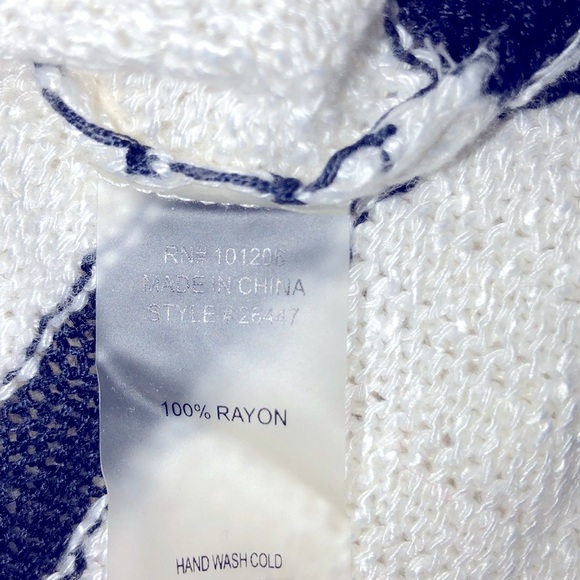 RN# 101206
MADE IN CHINA
STYLE # 26447
100% RAYON
HAND WASH COLD